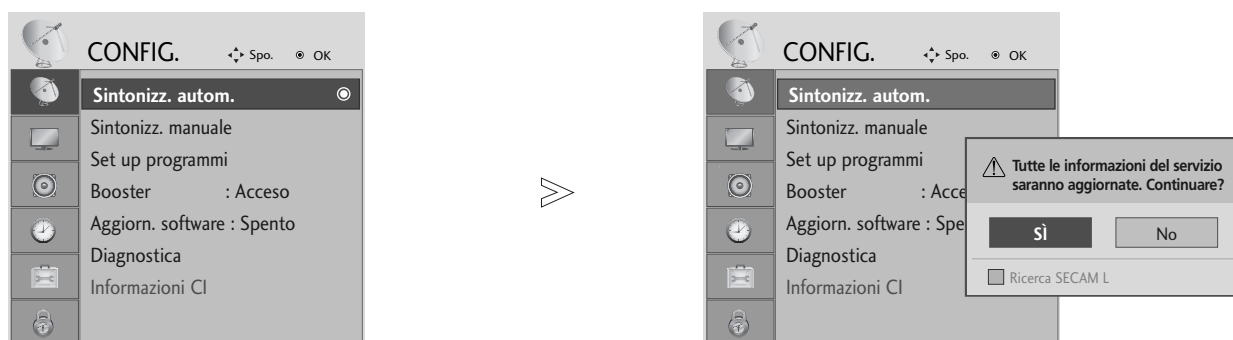 CONFIG. Spo. OK
Sintonizz. autom.
Sintonizz. manuale
Set up programmi
Booster : Acceso
Aggiorn. software : Spento
Diagnostica
Informazioni CI
CONFIG. Spo. OK
Sintonizz. autom.
Sintonizz. manuale
Set up programmi
Booster : Acce
Aggiorn. software : Spe
Diagnostica
Informazioni CI
Tutte le informazioni del servizio
saranno aggiornate. Continuare?
SÌ No
Ricerca SECAM L